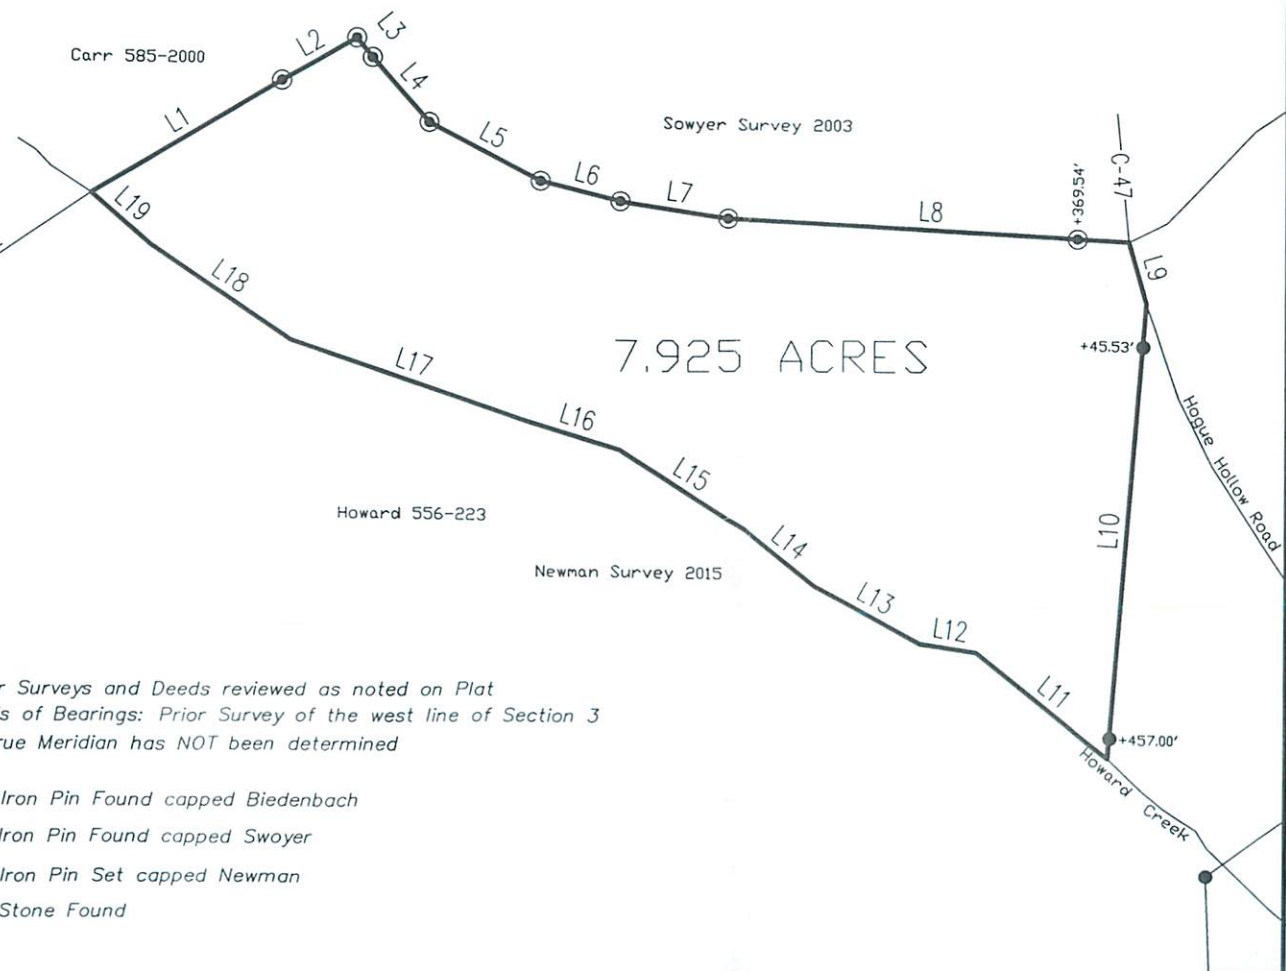 L3
L2
Carr 585-2000
L4
L1
Sowyer Survey 2003
L5
C-47
L6
+369.54'
L7
L8
L19
L9
L18
7.925 ACRES
+45.53'
L17
L16
Hogue Hollow Road
L15
Howard 556-223
L10
L14
Newman Survey 2015
L13
L12
r Surveys and Deeds reviewed as noted on Plat
L11
s of Bearings: Prior Survey of the west line of Section 3
rue Meridian has NOT been determined
+457.00'
Howard Creek
Iron Pin Found capped Biedenbach
Iron Pin Found capped Swoyer
Iron Pin Set capped Newman
Stone Found